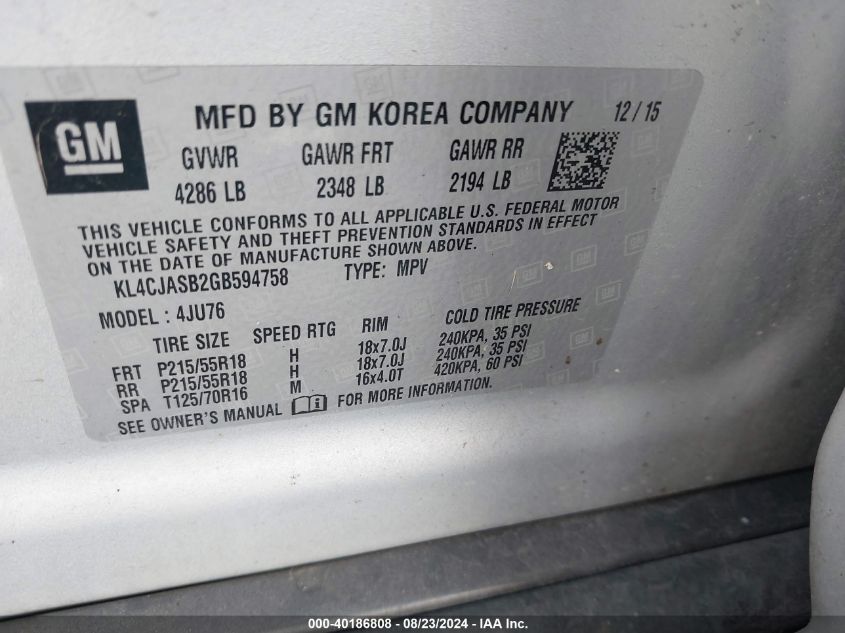 GM
MFD BY GM KOREA COMPANY 12/15
GVWR GAWR FRT GAWR RR
4286 LB 2348 LB 2194 LB
THIS VEHICLE CONFORMS TO ALL APPLICABLE U.S. FEDERAL MOTOR
VEHICLE SAFETY AND THEFT PREVENTION STANDARDS IN EFFECT
ON THE DATE OF MANUFACTURE SHOWN ABOVE.
KL4CJASB2GB594758 TYPE: MPV
MODEL : 4JU76
TIRE SIZE SPEED RTG RIM COLD TIRE PRESSURE
FRT P215/55R18 H 18x7.0J 240KPA, 35 PSI
RR P215/55R18 H 18x7.0J 240KPA, 35 PSI
SPA T125/70R16 M 16x4.0T 420KPA, 60 PSI
SEE OWNER'S MANUAL FOR MORE INFORMATION.
000-40186808 - 08/23/2024 - IAA Inc.